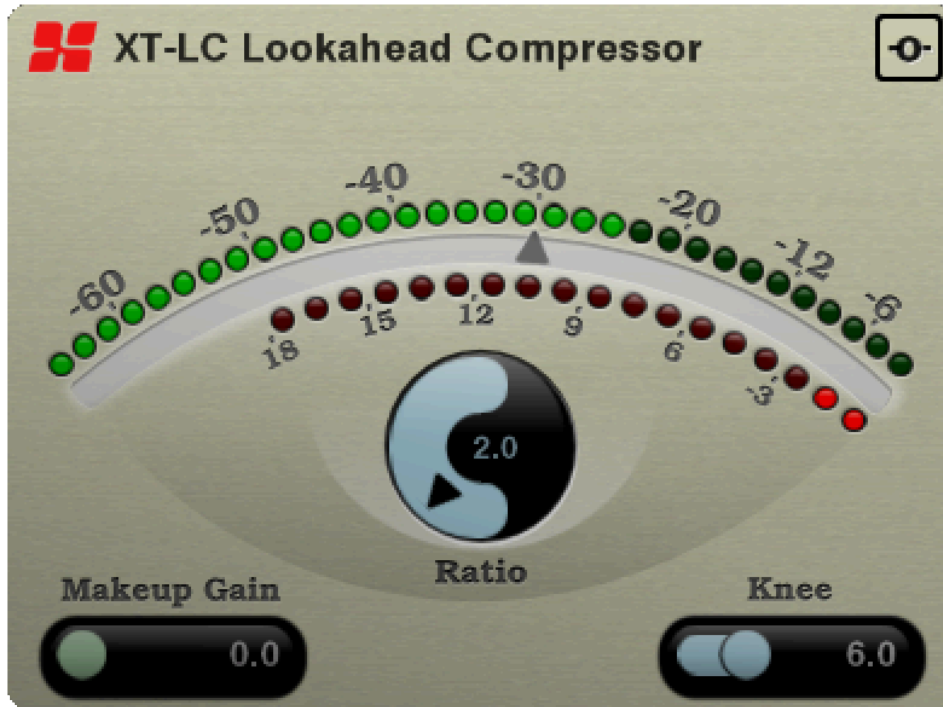 XT-LC Lookahead Compressor
-O-
-60 -50 -40 -30 -20 -12 -6
18 15 12 9 6 -3
2.0
Ratio
Makeup Gain
Knee
0.0
6.0